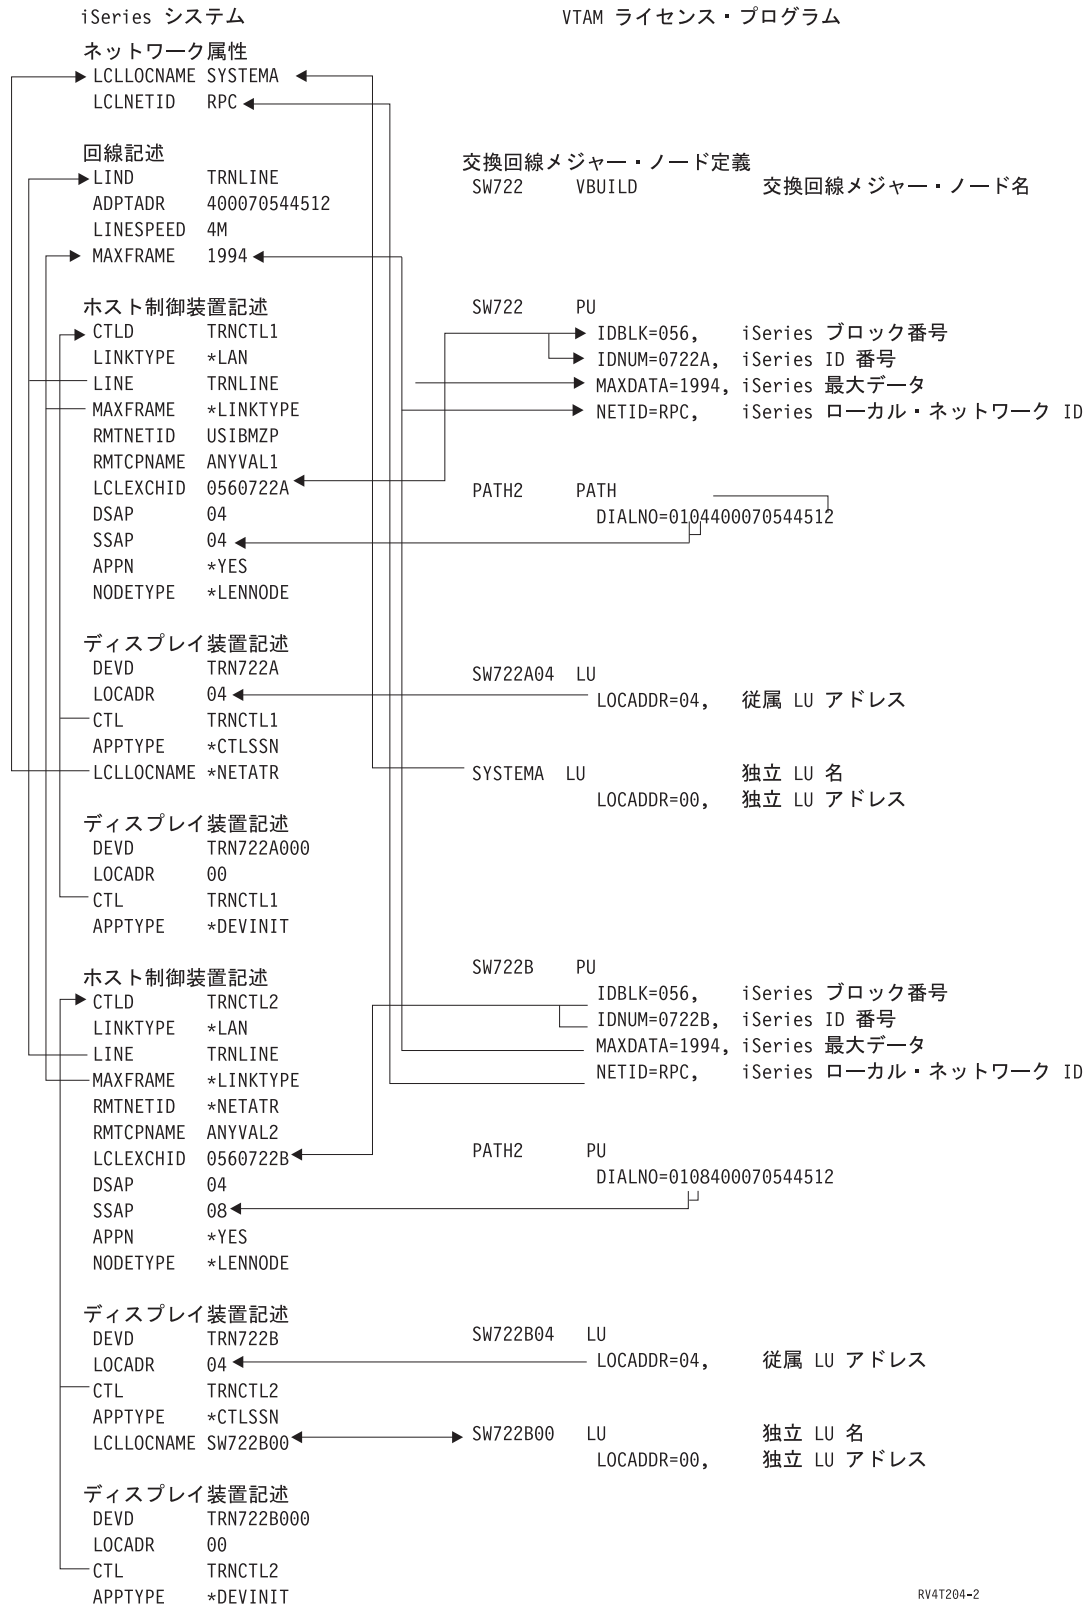 iSeries システム
ネットワーク属性
LCLLOCNAME SYSTEMA
LCLNETID RPC
回線記述
LIND TRNLINE
ADPTADR 400070544512
LINESPEED 4M
MAXFRAME 1994
ホスト制御装置記述
CTLD TRNCTL1
LINKTYPE *LAN
LINE TRNLINE
MAXFRAME *LINKTYPE
RMTNETID USIBMZP
RMTCPNAME ANYVAL1
LCLEXCHID 0560722A
DSAP 04
SSAP 04
APPN *YES
NODETYPE *LENNODE
ディスプレイ装置記述
DEVD TRN722A
LOCADR 04
CTL TRNCTL1
APPTYPE *CTLSSN
LCLLOCNAME *NETATR
ディスプレイ装置記述
DEVD TRN722A000
LOCADR 00
CTL TRNCTL1
APPTYPE *DEVINIT
ホスト制御装置記述
CTLD TRNCTL2
LINKTYPE *LAN
LINE TRNLINE
MAXFRAME *LINKTYPE
RMTNETID *NETATR
RMTCPNAME ANYVAL2
LCLEXCHID 0560722B
DSAP 04
SSAP 08
APPN *YES
NODETYPE *LENNODE
ディスプレイ装置記述
DEVD TRN722B
LOCADR 04
CTL TRNCTL2
APPTYPE *CTLSSN
LCLLOCNAME SW722B00
ディスプレイ装置記述
DEVD TRN722B000
LOCADR 00
CTL TRNCTL2
APPTYPE *DEVINIT
VTAM ライセンス・プログラム
交換回線メジャー・ノード定義
SW722 VBUILD 交換回線メジャー・ノード名
SW722 PU
IDBLK=056, iSeries ブロック番号
IDNUM=0722A, iSeries ID 番号
MAXDATA=1994, iSeries 最大データ
NETID=RPC, iSeries ローカル・ネットワーク ID
PATH2 PATH
DIALNO=0104400070544512
SW722A04 LU
LOCADDR=04, 従属 LU アドレス
SYSTEMA LU 独立 LU 名
LOCADDR=00, 独立 LU アドレス
SW722B PU
IDBLK=056, iSeries ブロック番号
IDNUM=0722B, iSeries ID 番号
MAXDATA=1994, iSeries 最大データ
NETID=RPC, iSeries ローカル・ネットワーク ID
PATH2 PU
DIALNO=0108400070544512
SW722B04 LU
LOCADDR=04, 従属 LU アドレス
SW722B00 LU 独立 LU 名
LOCADDR=00, 独立 LU アドレス
RV4T204-2